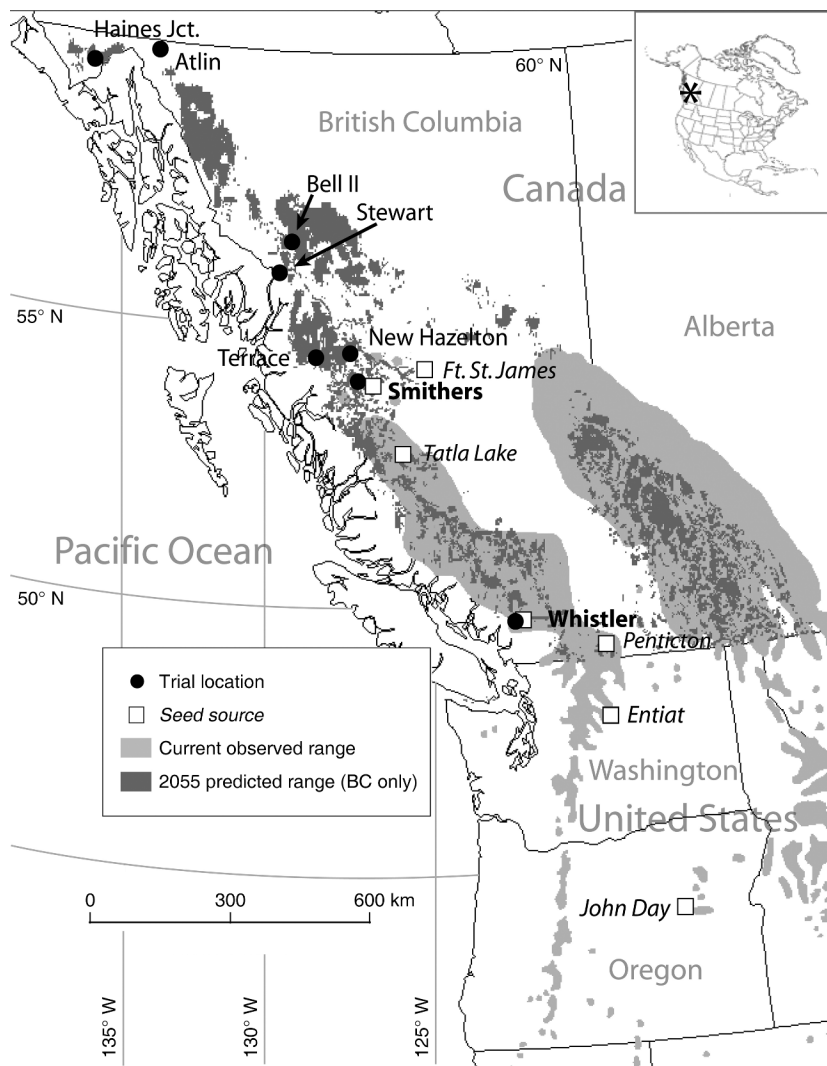 Haines Jct.
Atlin
60° N
British Columbia
Canada
*
Bell II
Stewart
55° N
Alberta
New Hazelton
Terrace
Ft. St. James
Smithers
Tatla Lake
Pacific Ocean
50° N
Whistler
Penticton
Trial location
Seed source
Current observed range
2055 predicted range (BC only)
Entiat
Washington
United States
0 300 600 km
John Day
Oregon
135° W
130° W
125° W